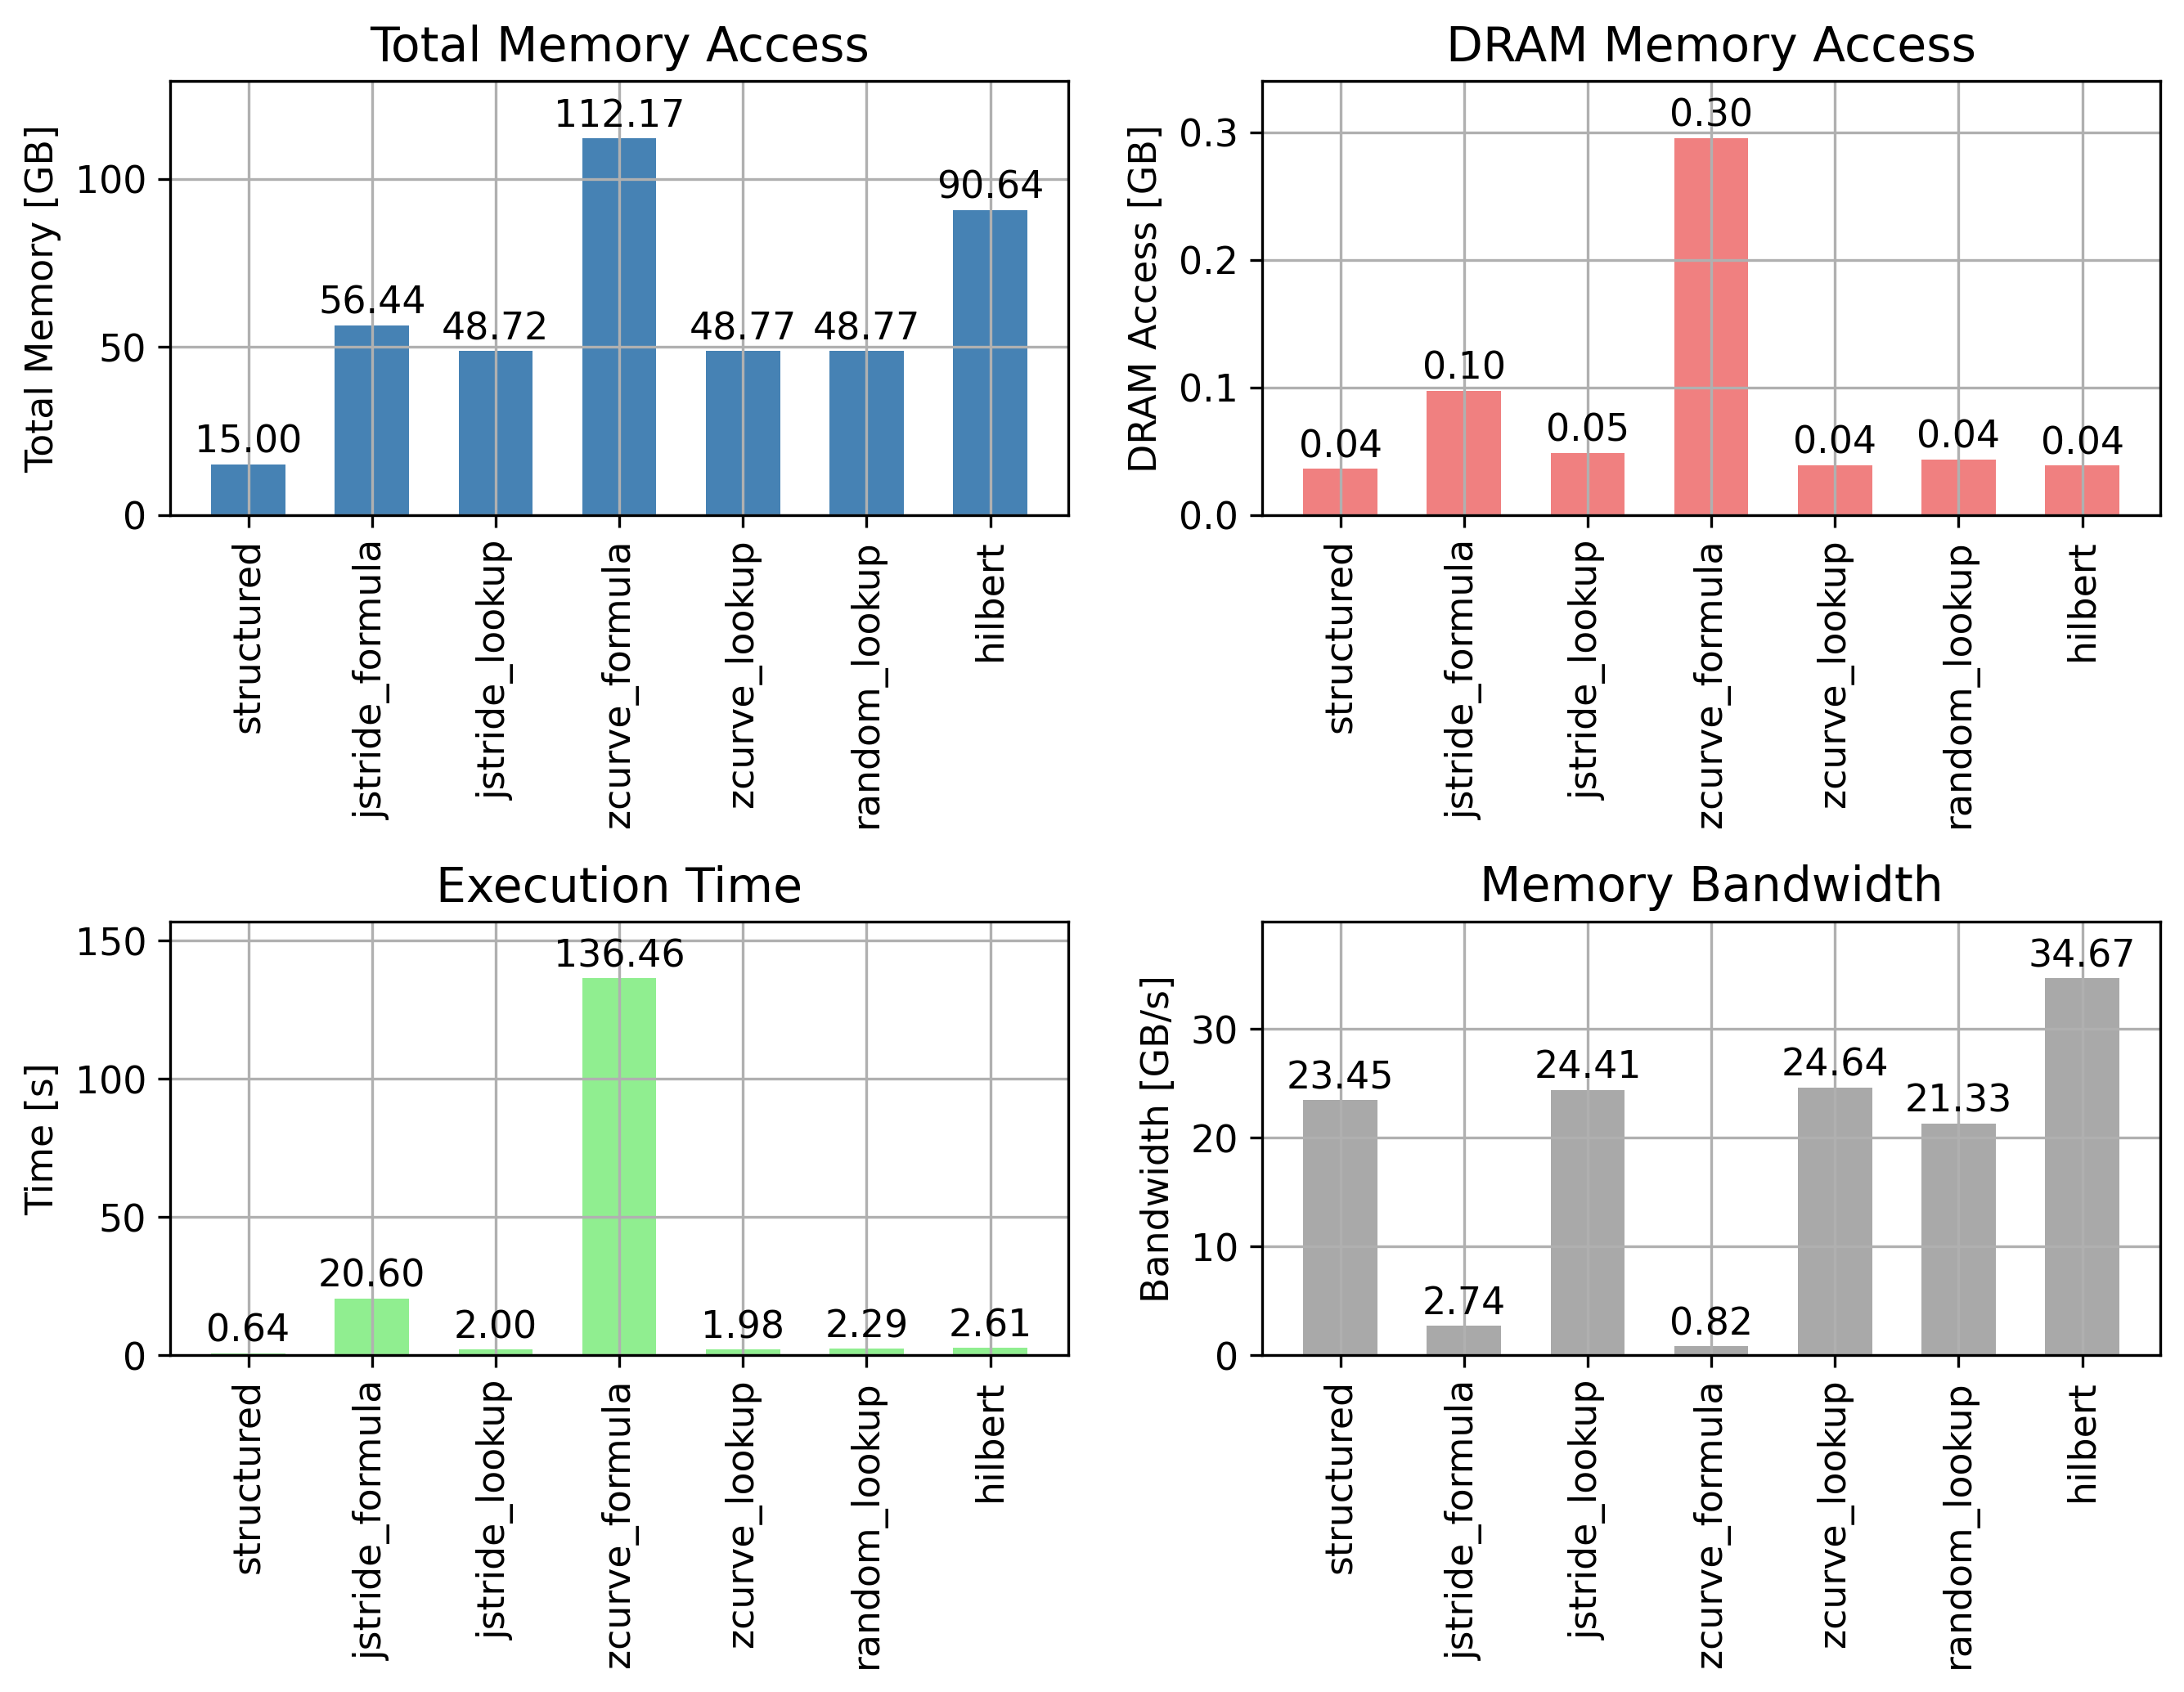 Total Memory Access
Total Memory [GB]
100
50
0
15.00
56.44
48.72
112.17
48.77
48.77
90.64
structured
jstride_formula
jstride_lookup
zcurve_formula
zcurve_lookup
random_lookup
hilbert
DRAM Memory Access
DRAM Access [GB]
0.3
0.2
0.1
0.0
0.04
0.10
0.05
0.30
0.04
0.04
0.04
structured
jstride_formula
jstride_lookup
zcurve_formula
zcurve_lookup
random_lookup
hilbert
Execution Time
Time [s]
150
100
50
0
0.64
20.60
2.00
136.46
1.98
2.29
2.61
structured
jstride_formula
jstride_lookup
zcurve_formula
zcurve_lookup
random_lookup
hilbert
Memory Bandwidth
Bandwidth [GB/s]
30
20
10
0
23.45
2.74
24.41
0.82
24.64
21.33
34.67
structured
jstride_formula
jstride_lookup
zcurve_formula
zcurve_lookup
random_lookup
hilbert